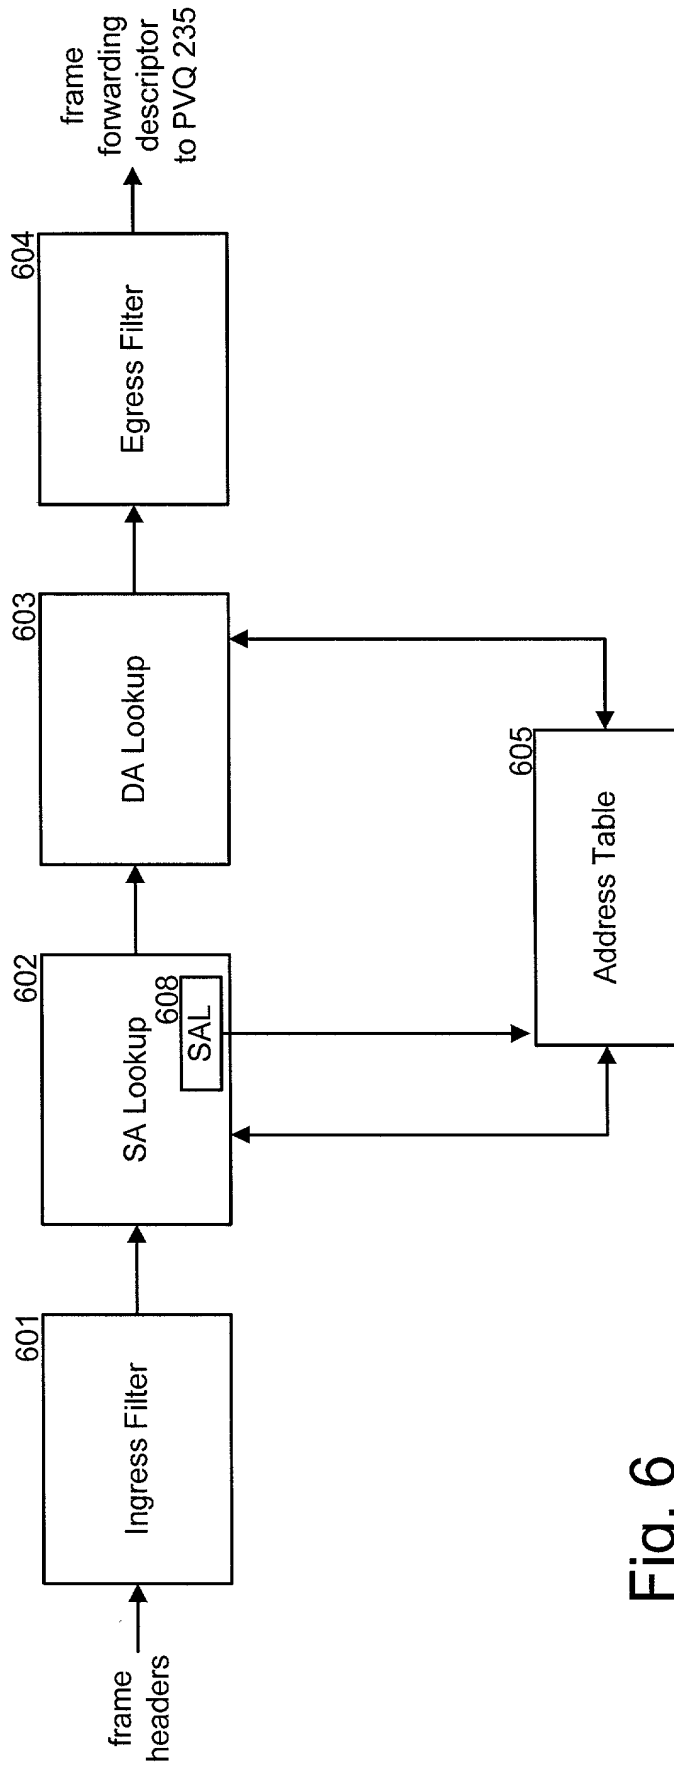 frame
headers
601
Ingress Filter
602
SA Lookup
608
SAL
603
DA Lookup
604
Egress Filter
frame
forwarding
descriptor
to PVQ 235
605
Address Table
Fig. 6